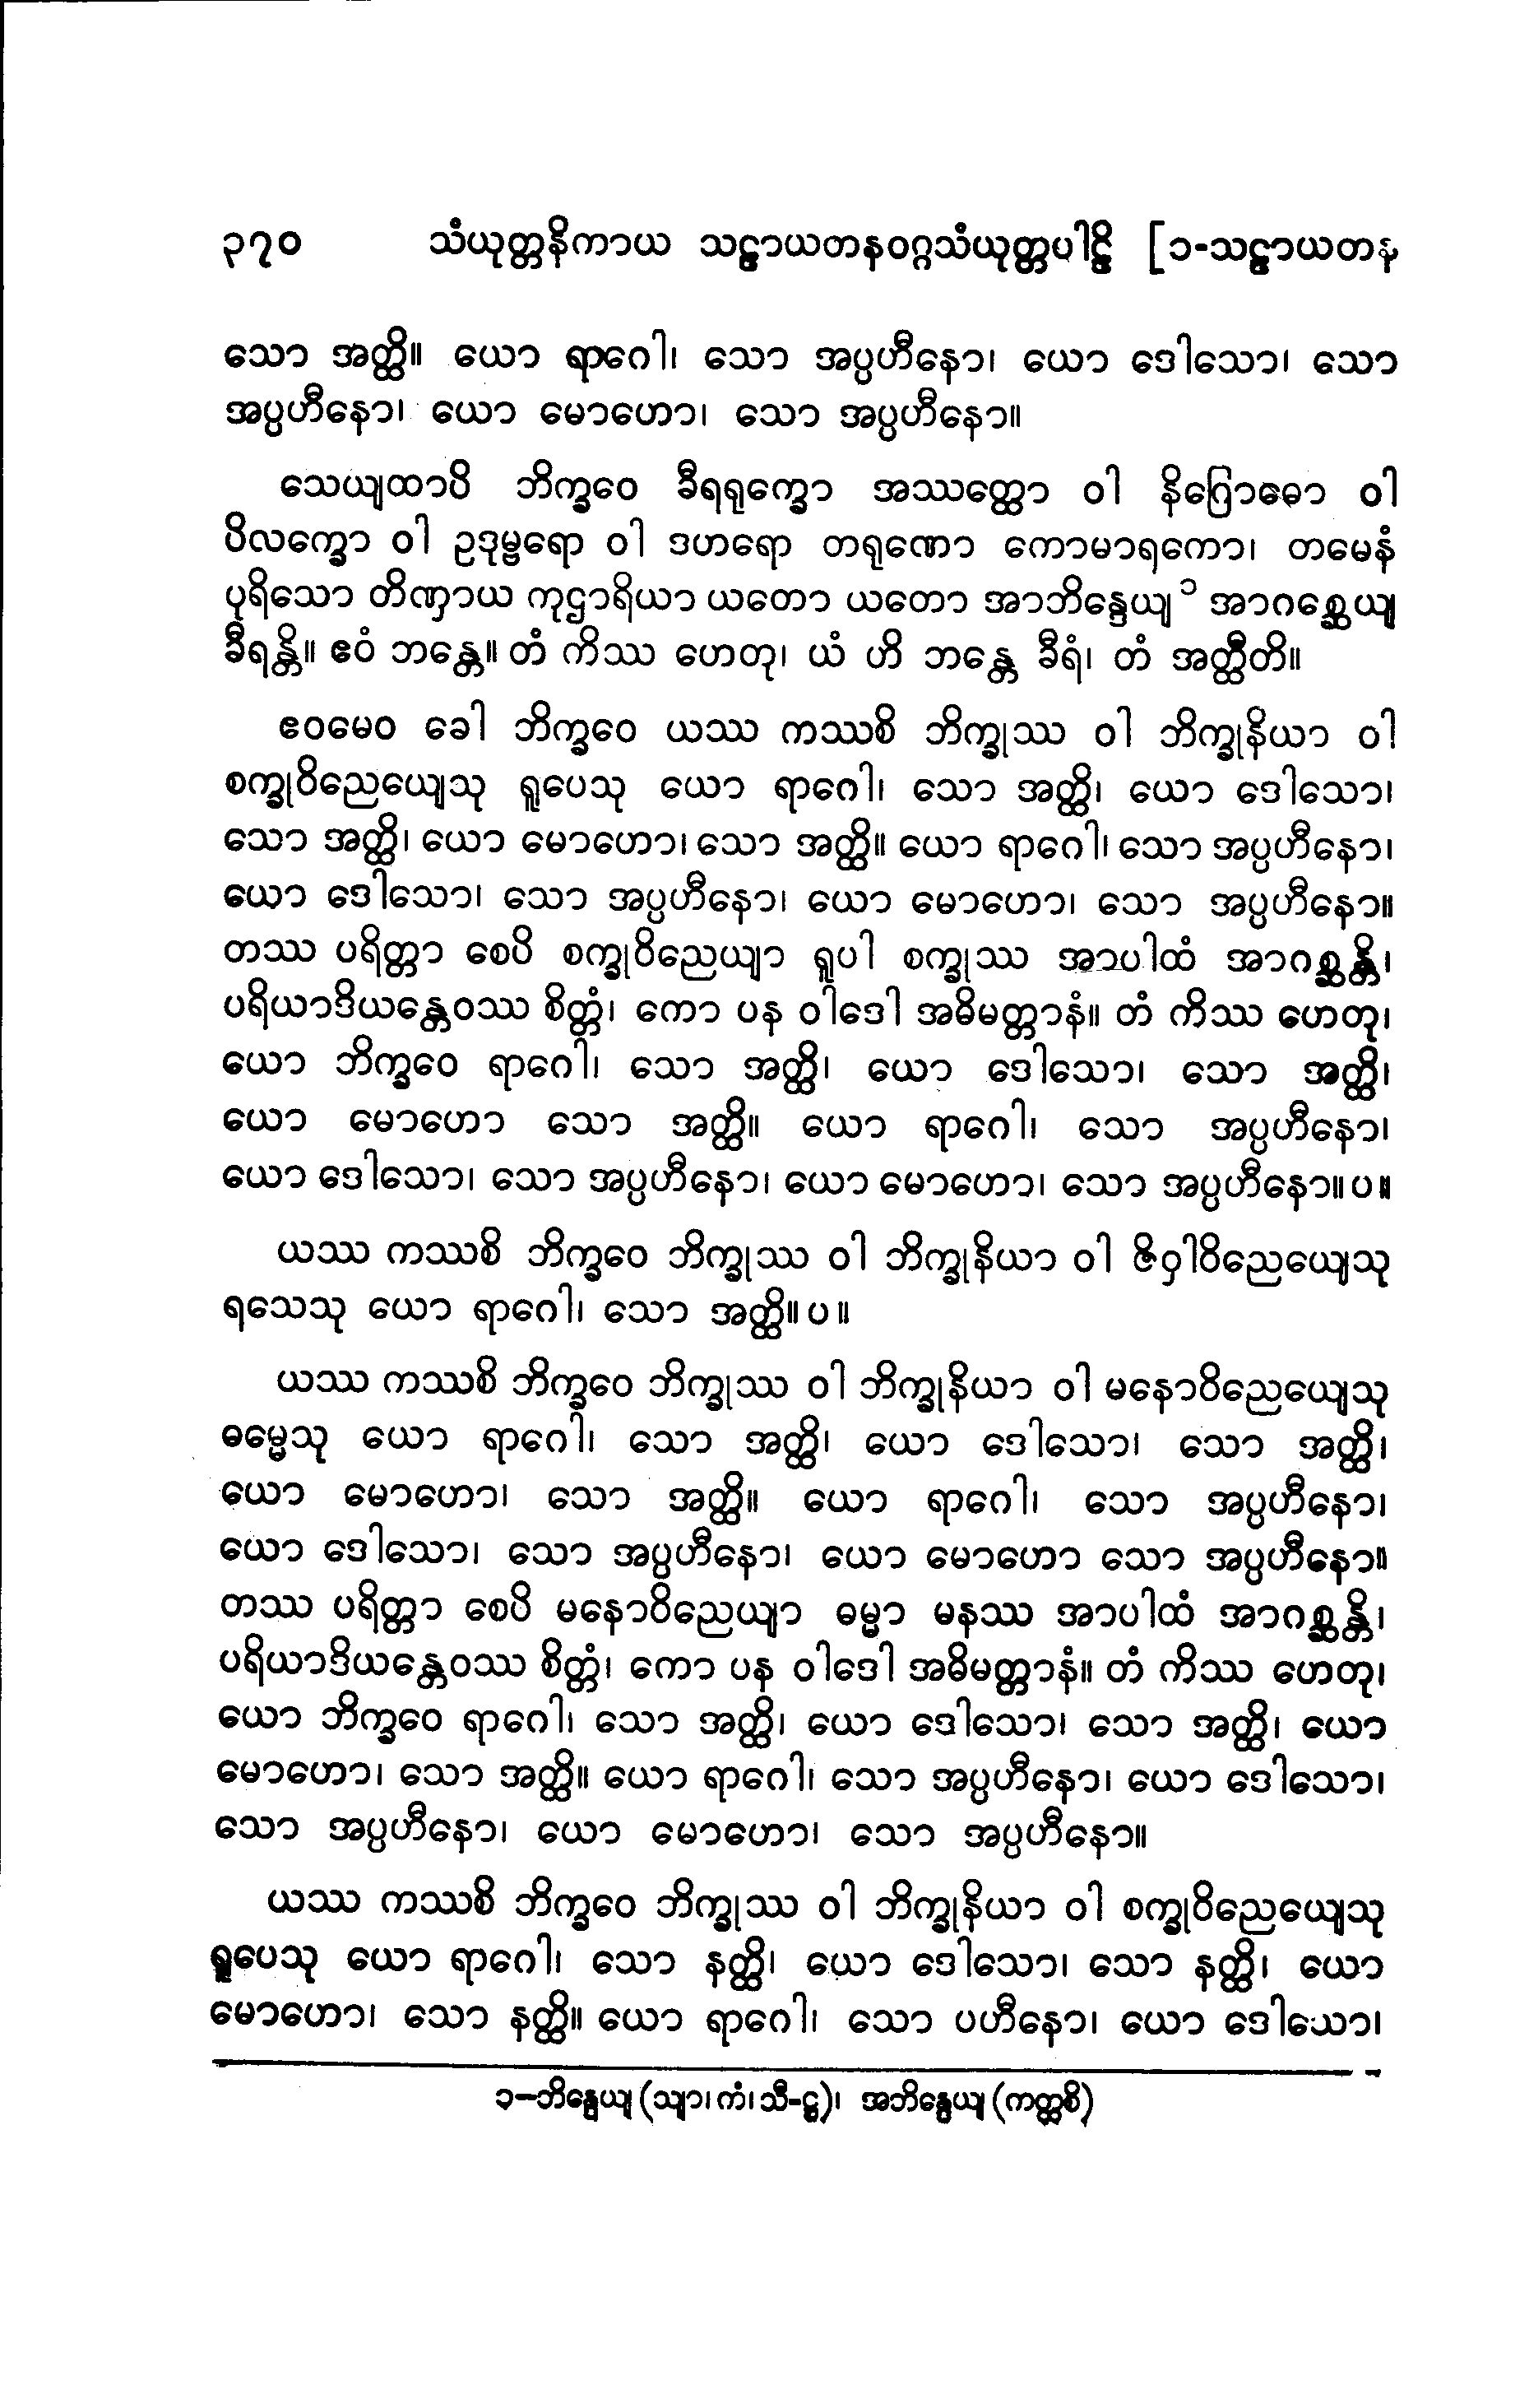 ၃၇၀ သံယုတ္တနိကာယ သဠာယတနဝဂ္ဂသံယုတ္တပါဠိ [၁-သဠာယတန
သော အတ္ထိ။ ယော ရာဂေါ၊ သော အပ္ပဟီနော၊ ယော ဒေါသော၊ သော
အပ္ပဟီနော၊ ယော မောဟော၊ သော အပ္ပဟီနော။
သေယျထာပိ ဘိက္ခဝေ ခီရရုက္ခော အဿတ္ထော ဝါ နိဂြောဓော ဝါ
ပိလက္ခော ဝါ ဥဒုမ္ဗရော ဝါ ဒဟရော တရုဏော ကောမာရကော၊ တမေနံ
ပုရိသော တိဏှာယ ကုဌာရိယာ ယတော ယတော အာဘိန္ဒေယျ ၁ အာဂစ္ဆေယျ
ခီရန္တိ။ ဧဝံ ဘန္တေ။ တံ ကိဿ ဟေတု၊ ယံ ဟိ ဘန္တေ ခီရံ၊ တံ အတ္ထီတိ။
ဧဝမေဝ ခေါ ဘိက္ခဝေ ယဿ ကဿစိ ဘိက္ခုဿ ဝါ ဘိက္ခုနိယာ ဝါ
စက္ခုဝိညေယျေသု ရူပေသု ယော ရာဂေါ၊ သော အတ္ထိ၊ ယော ဒေါသော၊
သော အတ္ထိ၊ ယော မောဟော၊ သော အတ္ထိ။ ယော ရာဂေါ၊ သော အပ္ပဟီနော၊
ယော ဒေါသော၊ သော အပ္ပဟီနော၊ ယော မောဟော၊ သော အပ္ပဟီနော။
တဿ ပရိတ္တာ စေပိ စက္ခုဝိညေယျာ ရူပါ စက္ခုဿ အာပါထံ အာဂစ္ဆန္တိ၊
ပရိယာဒိယန္တေဝဿ စိတ္တံ၊ ကော ပန ဝါဒေါ အဓိမတ္တာနံ။ တံ ကိဿ ဟေတု၊
ယော ဘိက္ခဝေ ရာဂေါ၊ သော အတ္ထိ၊ ယော ဒေါသော၊ သော အတ္ထိ၊
ယော မောဟော သော အတ္ထိ။ ယော ရာဂေါ၊ သော အပ္ပဟီနော၊
ယော ဒေါသော၊ သော အပ္ပဟီနော၊ ယော မောဟော၊ သော အပ္ပဟီနော။ပ။
ယဿ ကဿစိ ဘိက္ခဝေ ဘိက္ခုဿ ဝါ ဘိက္ခုနိယာ ဝါ ဇိဝှါဝိညေယျေသု
ရသေသု ယော ရာဂေါ၊ သော အတ္ထိ။ပ။
ယဿ ကဿစိ ဘိက္ခဝေ ဘိက္ခုဿ ဝါ ဘိက္ခုနိယာ ဝါ မနောဝိညေယျေသု
ဓမ္မေသု ယော ရာဂေါ၊ သော အတ္ထိ၊ ယော ဒေါသော၊ သော အတ္ထိ၊
ယော မောဟော၊ သော အတ္ထိ။ ယော ရာဂေါ၊ သော အပ္ပဟီနော၊
ယော ဒေါသော၊ သော အပ္ပဟီနော၊ ယော မောဟော သော အပ္ပဟီနော။
တဿ ပရိတ္တာ စေပိ မနောဝိညေယျာ ဓမ္မာ မနဿ အာပါထံ အာဂစ္ဆန္တိ၊
ပရိယာဒိယန္တေဝဿ စိတ္တံ၊ ကော ပန ဝါဒေါ အဓိမတ္တာနံ။ တံ ကိဿ ဟေတု၊
ယော ဘိက္ခဝေ ရာဂေါ၊ သော အတ္ထိ၊ ယော ဒေါသော၊ သော အတ္ထိ၊ ယော
မောဟော၊ သော အတ္ထိ။ ယော ရာဂေါ၊ သော အပ္ပဟီနော၊ ယော ဒေါသော၊
သော အပ္ပဟီနော၊ ယော မောဟော၊ သော အပ္ပဟီနော။
ယဿ ကဿစိ ဘိက္ခဝေ ဘိက္ခုဿ ဝါ ဘိက္ခုနိယာ ဝါ စက္ခုဝိညေယျေသု
ရူပေသု ယော ရာဂေါ၊ သော နတ္ထိ၊ ယော ဒေါသော၊ သော နတ္ထိ၊ ယော
မောဟော၊ သော နတ္ထိ။ ယော ရာဂေါ၊ သော ပဟီနော၊ ယော ဒေါသော၊
၁-ဘိန္ဒေယျ (သျာ၊ကံ၊သီ-ဋ္ဌ)၊ အဘိန္ဒေယျ (ကတ္ထစိ)